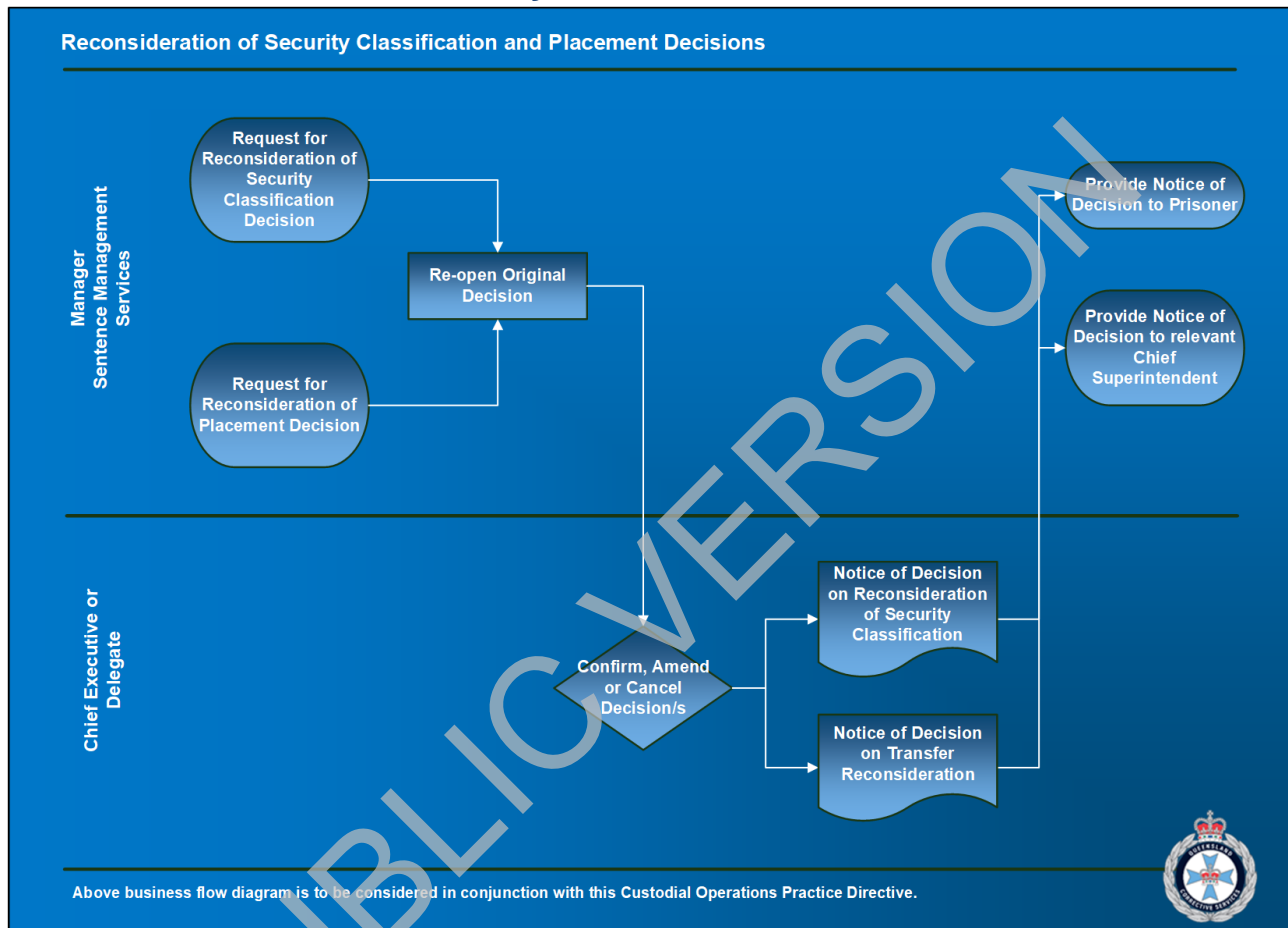 Reconsideration of Security Classification and Placement Decisions
Manager
Sentence Management
Services
Request for
Reconsideration of
Security
Classification
Decision
Re-open Original
Decision
Request for
Reconsideration of
Placement Decision
Provide Notice of
Decision to Prisoner
Provide Notice of
Decision to relevant
Chief
Superintendent
Chief Executive or
Delegate
Confirm, Amend
or Cancel
Decision/s
Notice of Decision
on Reconsideration
of Security
Classification
Notice of Decision
on Transfer
Reconsideration
UBLIC VERSION
Above business flow diagram is to be considered in conjunction with this Custodial Operations Practice Directive.
QUEENSLAND
CORRECTIVE SERVICES